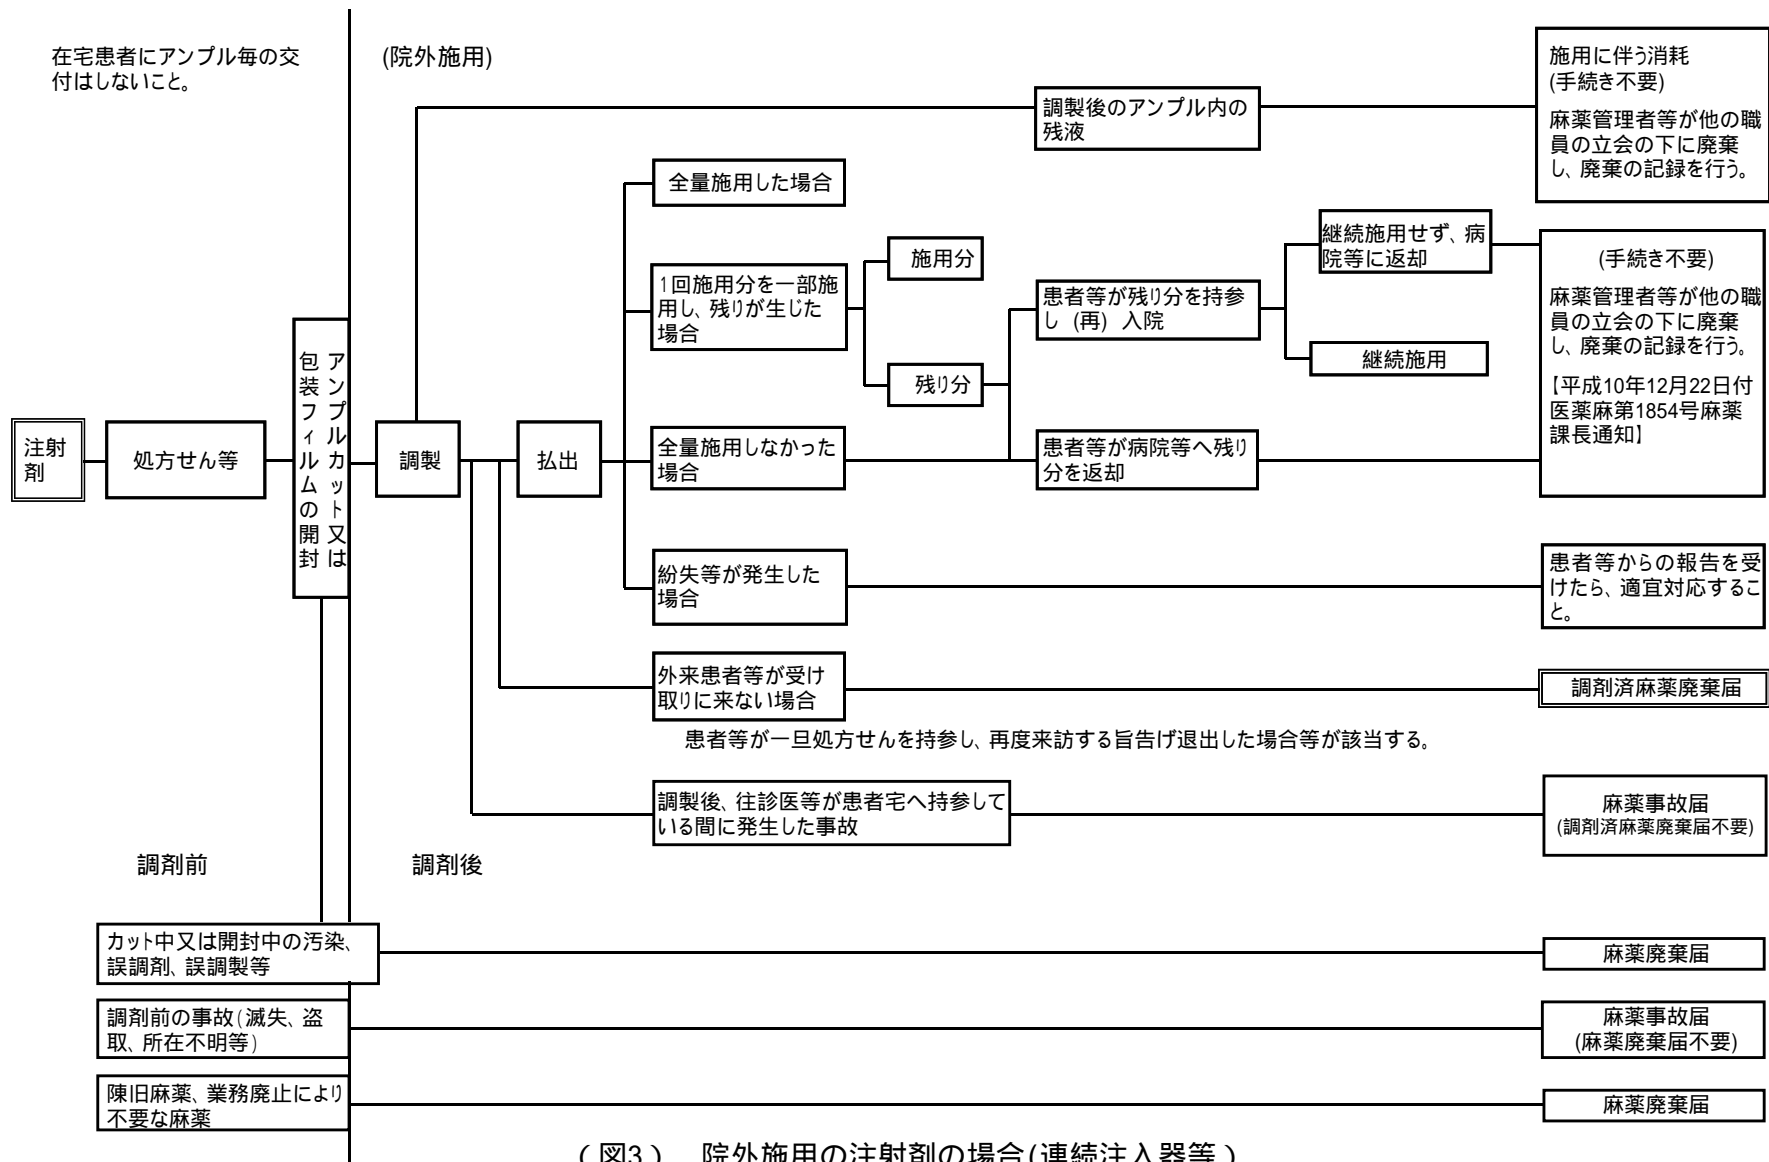 在宅患者にアンプル毎の交
付はしないこと。
(院外施用)
施用に伴う消耗
(手続き不要)
麻薬管理者等が他の職
員の立会の下に廃棄
し、廃棄の記録を行う。
調製後のアンプル内の
残液
全量施用した場合
1回施用分を一部施
用し、残りが生じた
場合
施用分
残り分
患者等が残り分を持参
し (再) 入院
継続施用せず、病
院等に返却
継続施用
(手続き不要)
麻薬管理者等が他の職
員の立会の下に廃棄
し、廃棄の記録を行う。
【平成10年12月22日付
医薬麻第1854号麻薬
課長通知】
注射
剤
処方せん等
アンプルカット又は
包装フィルムの開封
調製
払出
全量施用しなかった
場合
患者等が病院等へ残り
分を返却
紛失等が発生した
場合
患者等からの報告を受
けたら、適宜対応するこ
と。
外来患者等が受け
取りに来ない場合
調剤済麻薬廃棄届
患者等が一旦処方せんを持参し、再度来訪する旨告げ退出した場合等が該当する。
調製後、往診医等が患者宅へ持参して
いる間に発生した事故
麻薬事故届
(調剤済麻薬廃棄届不要)
調剤前
調剤後
カット中又は開封中の汚染、
誤調剤、誤調製等
麻薬廃棄届
調剤前の事故(滅失、盗
取、所在不明等)
麻薬事故届
(麻薬廃棄届不要)
陳旧麻薬、業務廃止により
不要な麻薬
麻薬廃棄届
(図3) 院外施用の注射剤の場合(連続注入器等)